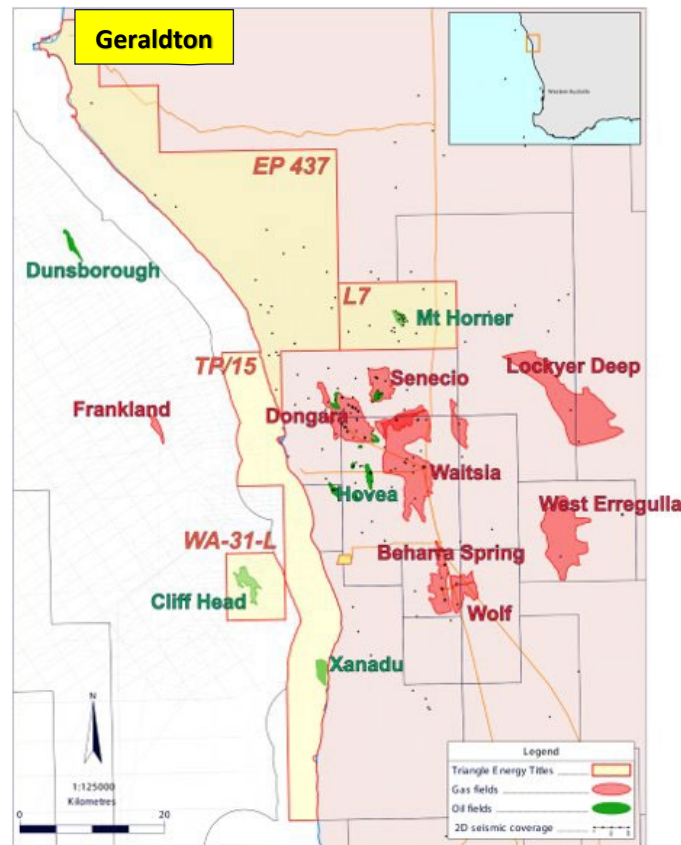 Geraldton
Western Australia
EP 437
Dunsborough
L7
Mt Horner
TP/15
Senecio
Lockyer Deep
Frankland
Dongara
Waitsia
Hovea
West Erregulla
WA-31-L
Beharra Spring
Cliff Head
Wolf
Xanadu
N
1:125000
Kilometres
0 20
Legend
Triangle Energy Titles
Gas fields
Oil fields
2D seismic coverage